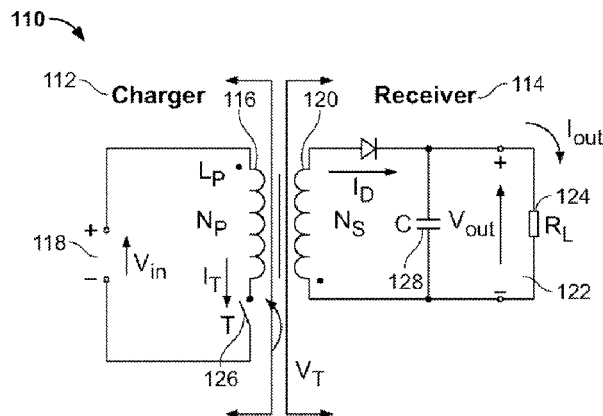 110
112
Charger
116
120
Receiver
114
Iout
LP
ID
124
NP
NS
C
Vout
RL
118
+
Vin
−
+
−
128
122
IT
T
126
VT